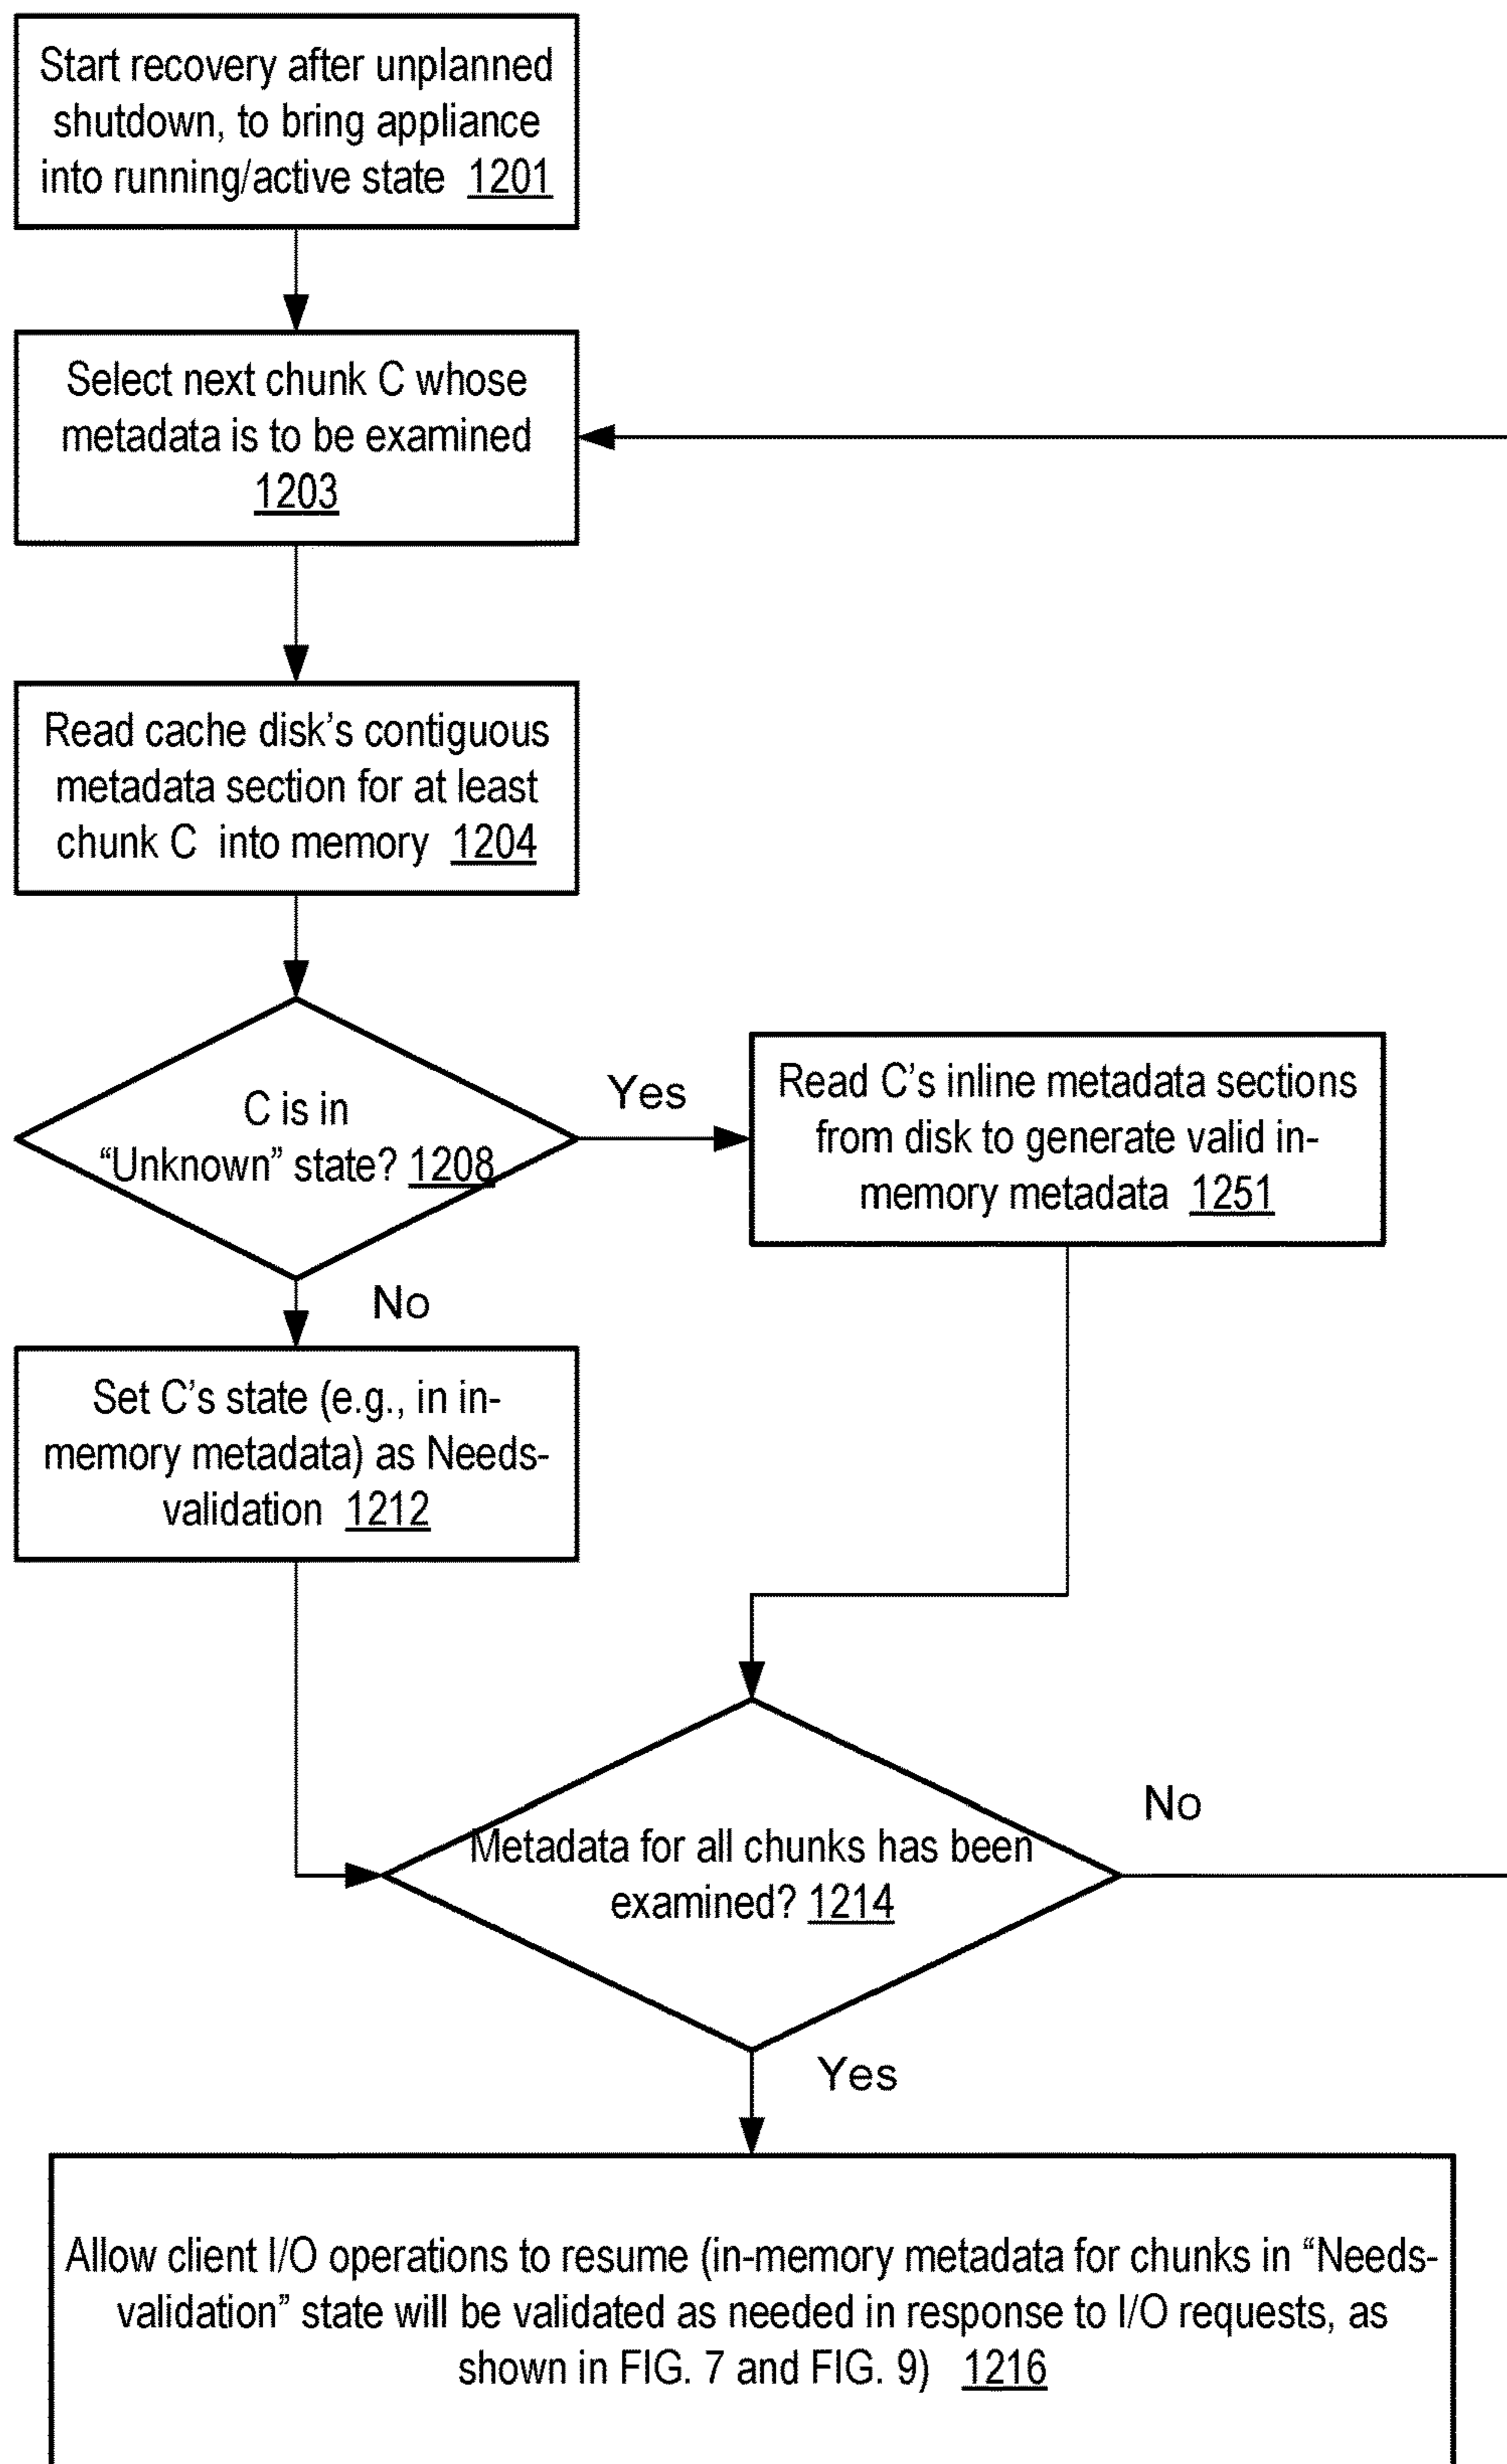 Start recovery after unplanned
shutdown, to bring appliance
into running/active state 1201
Select next chunk C whose
metadata is to be examined
1203
Read cache disk's contiguous
metadata section for at least
chunk C into memory 1204
C is in
“Unknown” state? 1208
Yes
Read C's inline metadata sections
from disk to generate valid in-
memory metadata 1251
No
Set C's state (e.g., in in-
memory metadata) as Needs-
validation 1212
Metadata for all chunks has been
examined? 1214
No
Yes
Allow client I/O operations to resume (in-memory metadata for chunks in “Needs-
validation” state will be validated as needed in response to I/O requests, as
shown in FIG. 7 and FIG. 9) 1216